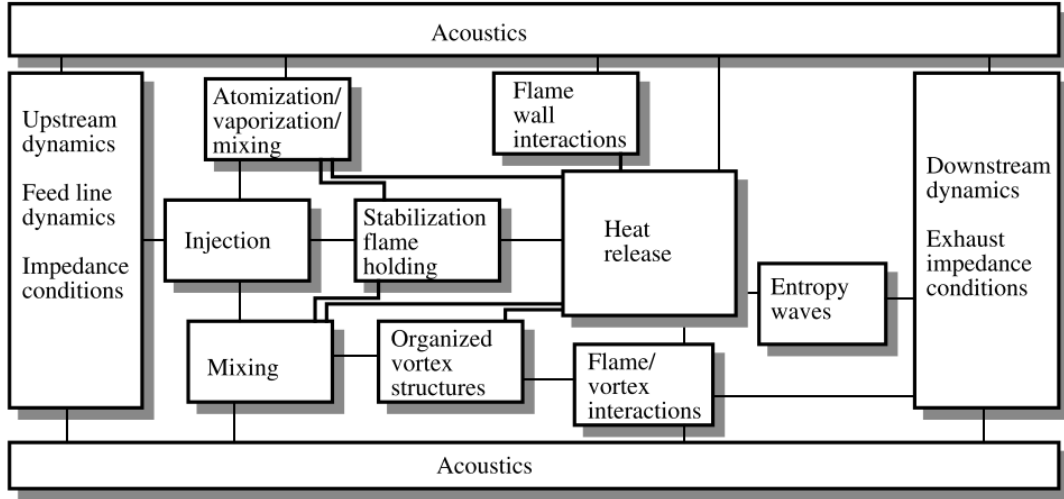 Acoustics
Upstream
dynamics
Feed line
dynamics
Impedance
conditions
Atomization/
vaporization/
mixing
Flame
wall
interactions
Downstream
dynamics
Exhaust
impedance
conditions
Injection
Stabilization
flame
holding
Heat
release
Entropy
waves
Mixing
Organized
vortex
structures
Flame/
vortex
interactions
Acoustics